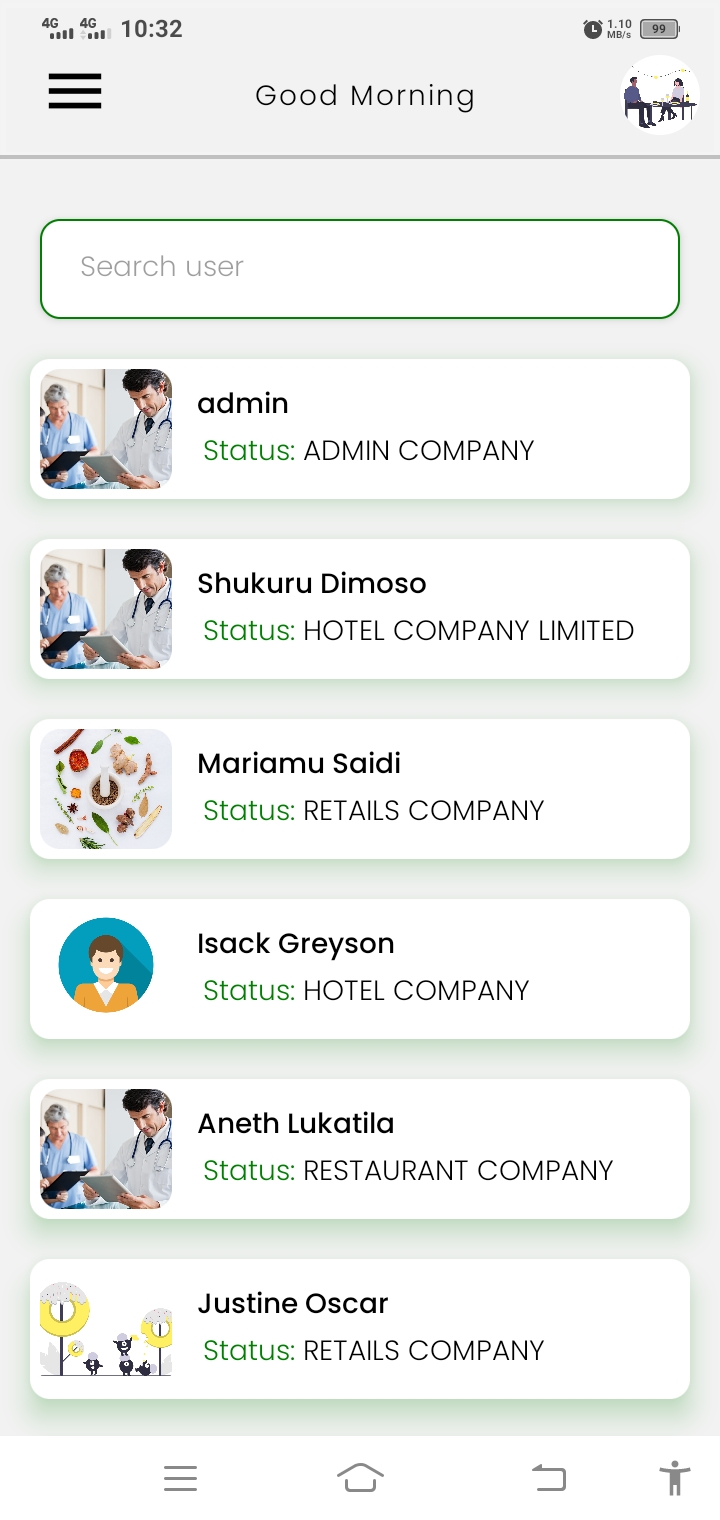 4G 4G 10:32 1.10 MB/s 99
Good Morning
Search user
admin
Status: ADMIN COMPANY
Shukuru Dimoso
Status: HOTEL COMPANY LIMITED
Mariamu Saidi
Status: RETAILS COMPANY
Isack Greyson
Status: HOTEL COMPANY
Aneth Lukatila
Status: RESTAURANT COMPANY
Justine Oscar
Status: RETAILS COMPANY